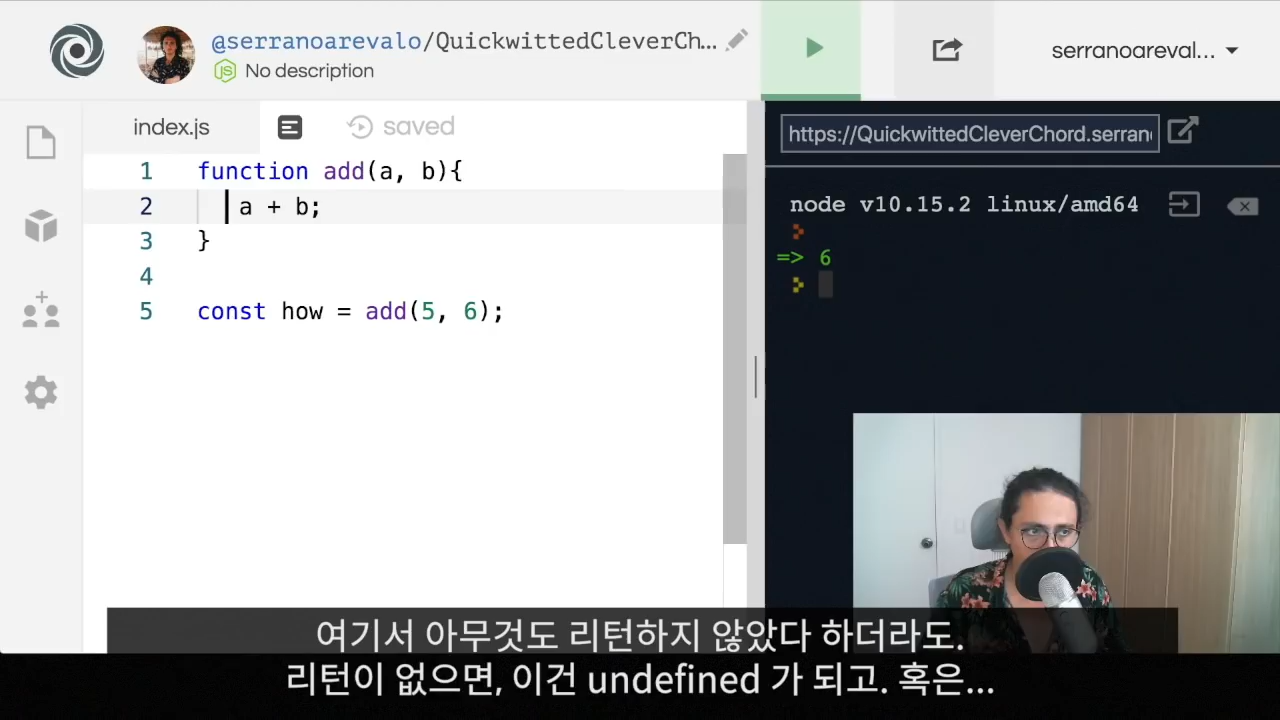 @serranoarevalo/QuickwittedCleverCh...
No description
serranoareval...
index.js
saved
1 function add(a, b){
2 a + b;
3 }
4
5 const how = add(5, 6);
https://QuickwittedCleverChord.serran
node v10.15.2 linux/amd64
=> 6
여기서 아무것도 리턴하지 않았다 하더라도.
리턴이 없으면, 이건 undefined 가 되고. 혹은...